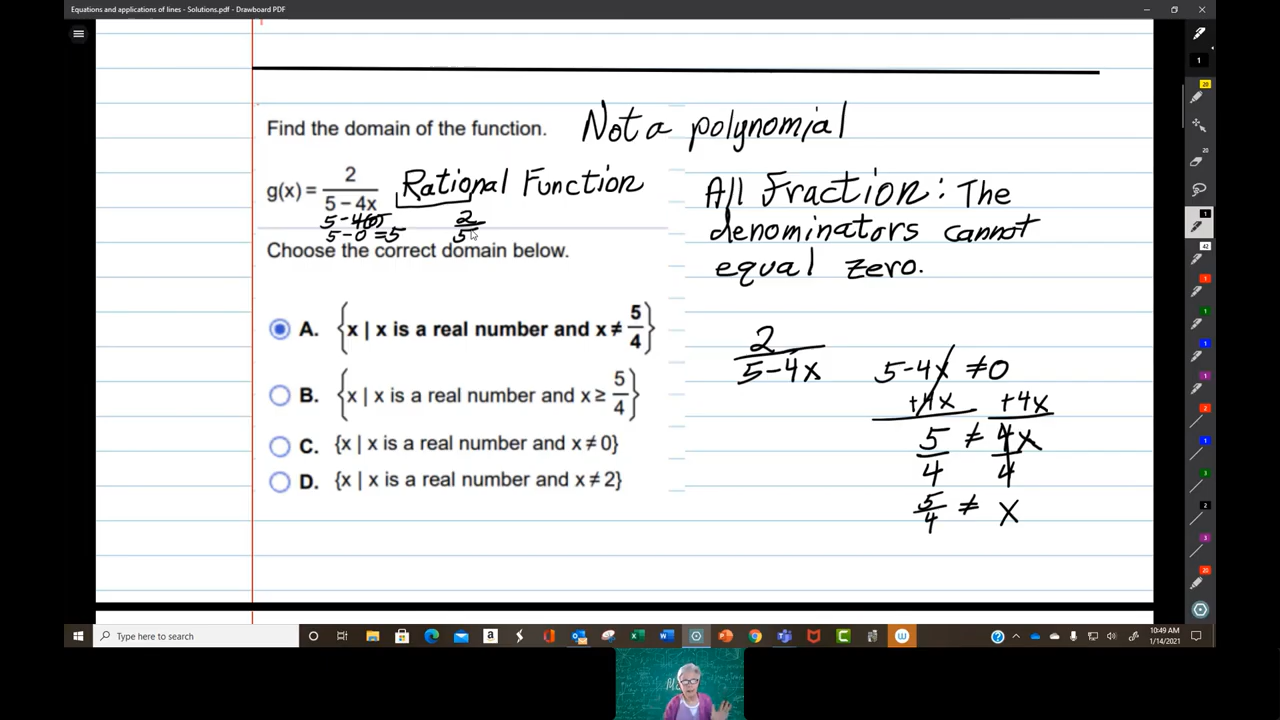 Equations and applications of lines - Solutions.pdf - Drawboard PDF
Find the domain of the function.
Not a polynomial
g(x) = 2 / 5 − 4x
Rational Function
5 - 4(0)
5 - 0 = 5
2/5
All Fraction: The
denominators cannot
equal zero.
Choose the correct domain below.
A. {x | x is a real number and x ≠ 5/4}
B. {x | x is a real number and x ≥ 5/4}
C. {x | x is a real number and x ≠ 0}
D. {x | x is a real number and x ≠ 2}
2 / 5-4x
5-4x ≠ 0
+4x +4x
5/4 ≠ 4x/4
5/4 ≠ x
Type here to search
10:49 AM
1/14/2021